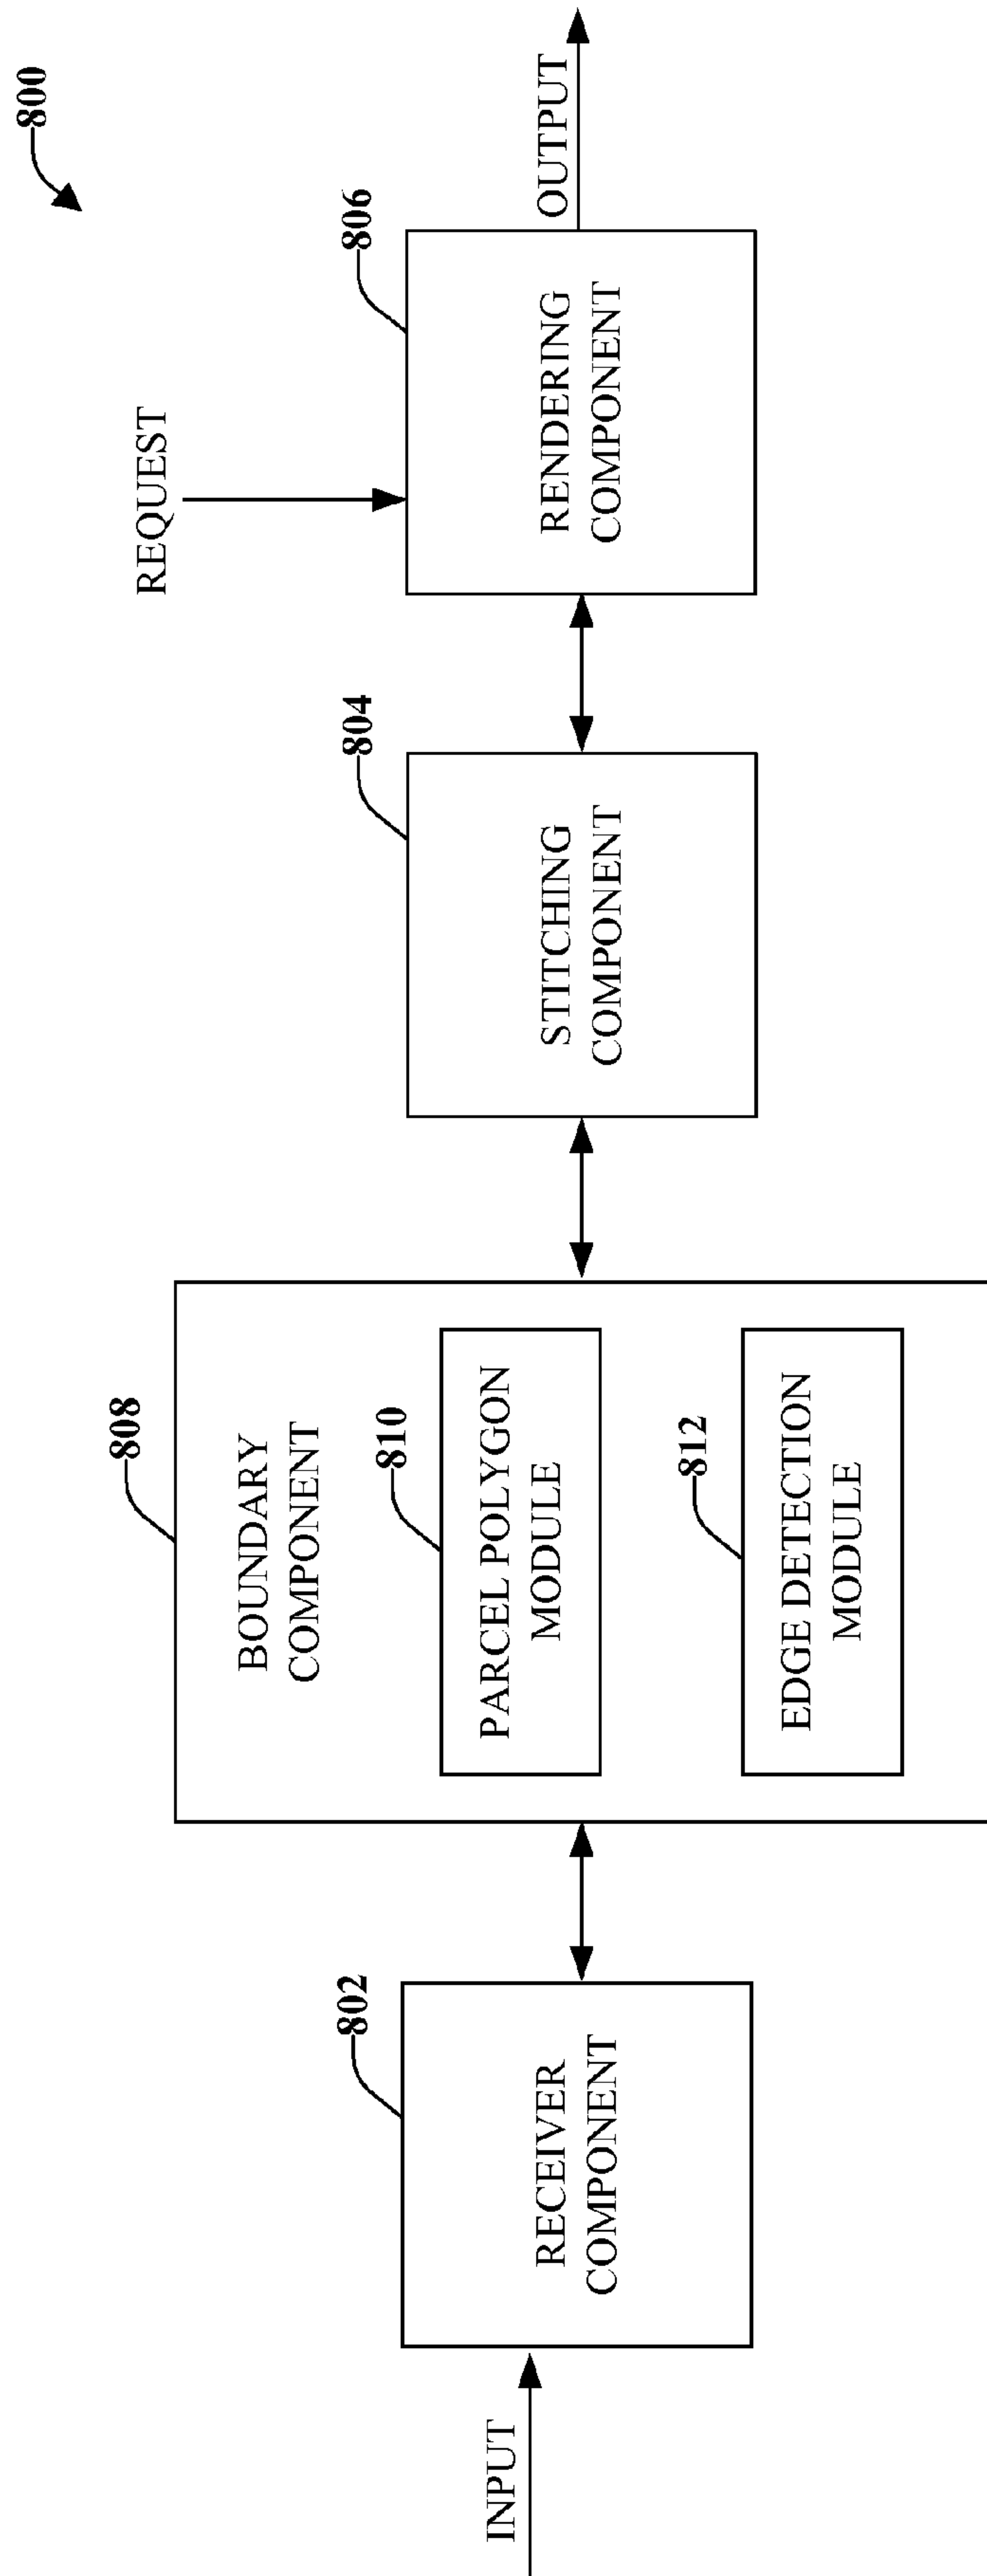 800
INPUT
802
RECEIVER
COMPONENT
808
BOUNDARY
COMPONENT
810
PARCEL POLYGON
MODULE
812
EDGE DETECTION
MODULE
804
STITCHING
COMPONENT
REQUEST
806
RENDERING
COMPONENT
OUTPUT